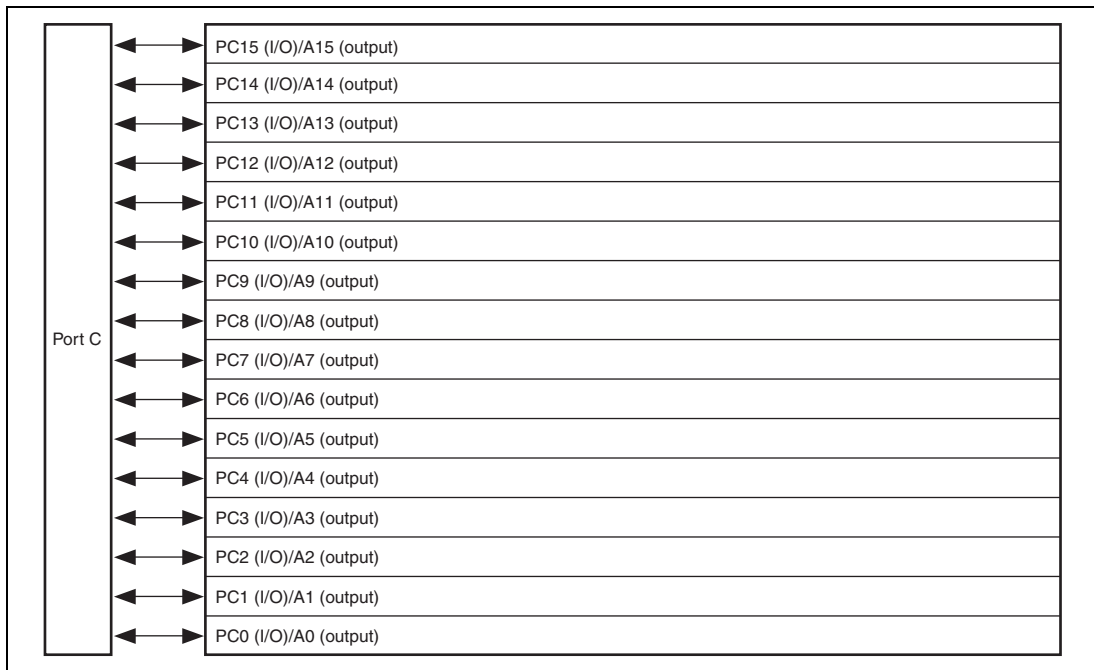 PC15 (I/O)/A15 (output)
PC14 (I/O)/A14 (output)
PC13 (I/O)/A13 (output)
PC12 (I/O)/A12 (output)
PC11 (I/O)/A11 (output)
PC10 (I/O)/A10 (output)
PC9 (I/O)/A9 (output)
PC8 (I/O)/A8 (output)
Port C
PC7 (I/O)/A7 (output)
PC6 (I/O)/A6 (output)
PC5 (I/O)/A5 (output)
PC4 (I/O)/A4 (output)
PC3 (I/O)/A3 (output)
PC2 (I/O)/A2 (output)
PC1 (I/O)/A1 (output)
PC0 (I/O)/A0 (output)